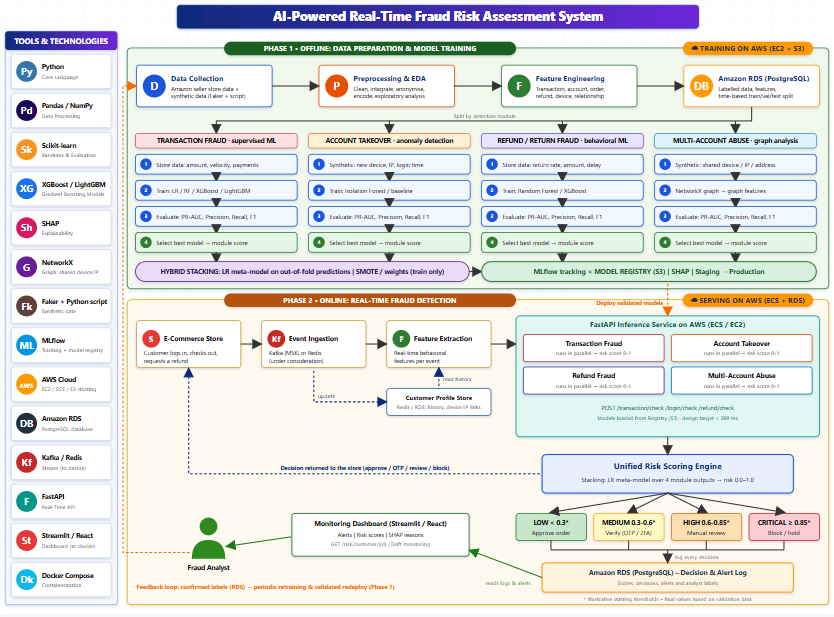 AI-Powered Real-Time Fraud Risk Assessment System
TOOLS & TECHNOLOGIES
Py
Python
Core Language
Pd
Pandas / NumPy
Data Processing
Sk
Scikit-learn
Baselines & Evaluation
XG
XGBoost / LightGBM
Gradient Boosting Models
Sh
SHAP
Explainability
G
NetworkX
Graph: shared device/IP
Fk
Faker + Python script
Synthetic data
ML
MLflow
Tracking + model registry
AWS
AWS Cloud
EC2 / ECS / S3 Hosting
DB
Amazon RDS
PostgreSQL database
Kf
Kafka / Redis
Stream (to decide)
F
FastAPI
Real-Time API
St
Streamlit / React
Dashboard (to decide)
Dk
Docker Compose
Containerization
PHASE 1 • OFFLINE: DATA PREPARATION & MODEL TRAINING
TRAINING ON AWS (EC2 + S3)
D
Data Collection
Amazon seller store data +
synthetic data (Faker + script)
P
Preprocessing & EDA
Clean, integrate, anonymise,
encode; exploratory analysis
F
Feature Engineering
Transaction, account, order,
refund, device, relationship
DB
Amazon RDS (PostgreSQL)
Labelled data, features,
time-based train/val/test split
Split by detection module
TRANSACTION FRAUD · supervised ML
1 Store data: amount, velocity, payments
2 Train: LR / RF / XGBoost / LightGBM
3 Evaluate: PR-AUC, Precision, Recall, F1
4 Select best model → module score
ACCOUNT TAKEOVER · anomaly detection
1 Synthetic: new device, IP, login time
2 Train: Isolation Forest / baseline
3 Evaluate: PR-AUC, Precision, Recall, F1
4 Select best model → module score
REFUND / RETURN FRAUD · behavioral ML
1 Store data: return rate, amount, delay
2 Train: Random Forest / XGBoost
3 Evaluate: PR-AUC, Precision, Recall, F1
4 Select best model → module score
MULTI-ACCOUNT ABUSE · graph analysis
1 Synthetic: shared device / IP / address
2 NetworkX graph → graph features
3 Evaluate: PR-AUC, Precision, Recall, F1
4 Select best model → module score
HYBRID STACKING: LR meta-model on out-of-fold predictions | SMOTE / weights (train only)
MLflow tracking + MODEL REGISTRY (S3) | SHAP | Staging → Production
PHASE 2 • ONLINE: REAL-TIME FRAUD DETECTION
Deploy validated models
SERVING ON AWS (ECS + RDS)
S
E-Commerce Store
Customer logs in, checks out,
requests a refund
Kf
Event Ingestion
Kafka (MSK) or Redis
(under consideration)
F
Feature Extraction
Real-time behavioral
features per event
update
read history
Customer Profile Store
Redis / RDS: history, device/IP links
FastAPI Inference Service on AWS (ECS / EC2)
Transaction Fraud
runs in parallel → risk score 0-1
Account Takeover
runs in parallel → risk score 0-1
Refund Fraud
runs in parallel → risk score 0-1
Multi-Account Abuse
runs in parallel → risk score 0-1
POST /transaction/check /login/check /refund/check
Models loaded from Registry (S3) · design target < 200 ms
Decision returned to the store (approve / OTP / review / block)
Unified Risk Scoring Engine
Stacking: LR meta-model over 4 module outputs → risk 0.0-1.0
LOW < 0.3*
Approve order
MEDIUM 0.3-0.6*
Verify (OTP / 2FA)
HIGH 0.6-0.85*
Manual review
CRITICAL ≥ 0.85*
Block / hold
log every decision
Monitoring Dashboard (Streamlit / React)
Alerts | Risk scores | SHAP reasons
GET /risk/customer/{id} | Drift monitoring
Fraud Analyst
reads logs & alerts
Amazon RDS (PostgreSQL) – Decision & Alert Log
Scores, decisions, alerts and analyst labels
Feedback loop: confirmed labels (RDS) → periodic retraining & validated redeploy (Phase 1)
* Illustrative starting thresholds – final values tuned on validation data